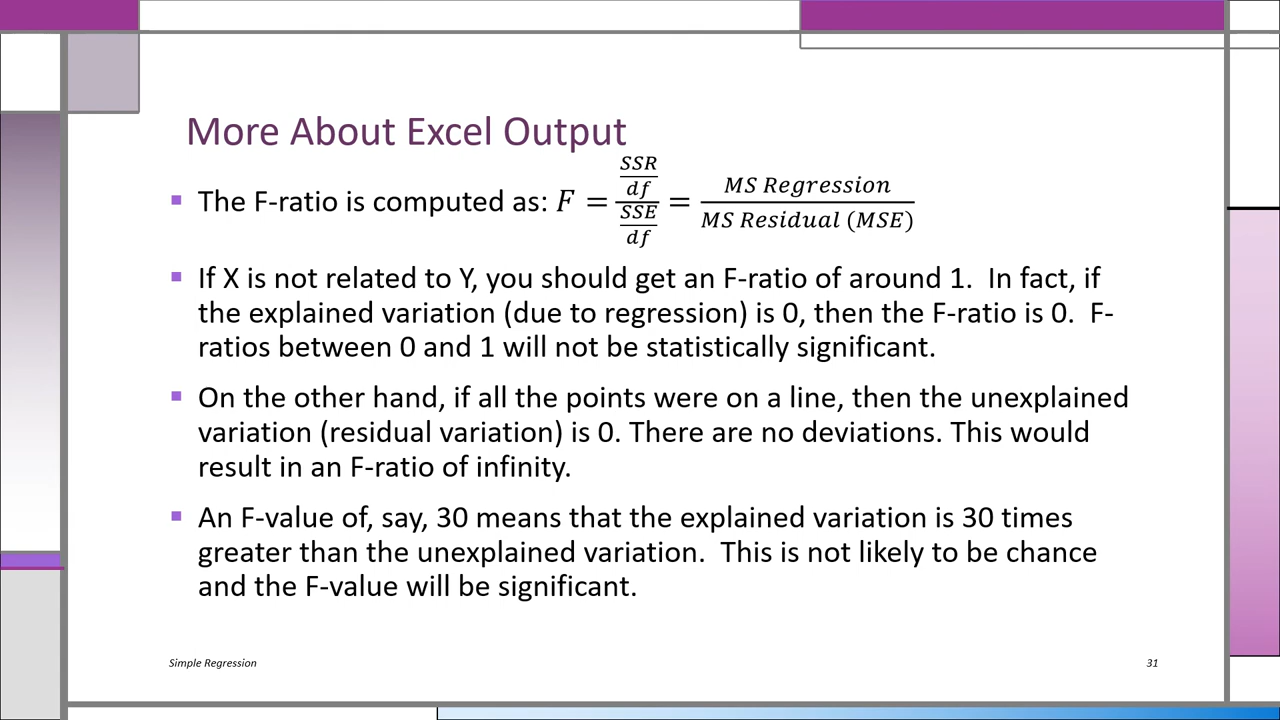 More About Excel Output
▪ The F-ratio is computed as: F = (SSR/df)/(SSE/df) = MS Regression/MS Residual (MSE)
▪ If X is not related to Y, you should get an F-ratio of around 1. In fact, if
the explained variation (due to regression) is 0, then the F-ratio is 0. F-
ratios between 0 and 1 will not be statistically significant.
▪ On the other hand, if all the points were on a line, then the unexplained
variation (residual variation) is 0. There are no deviations. This would
result in an F-ratio of infinity.
▪ An F-value of, say, 30 means that the explained variation is 30 times
greater than the unexplained variation. This is not likely to be chance
and the F-value will be significant.
Simple Regression
31